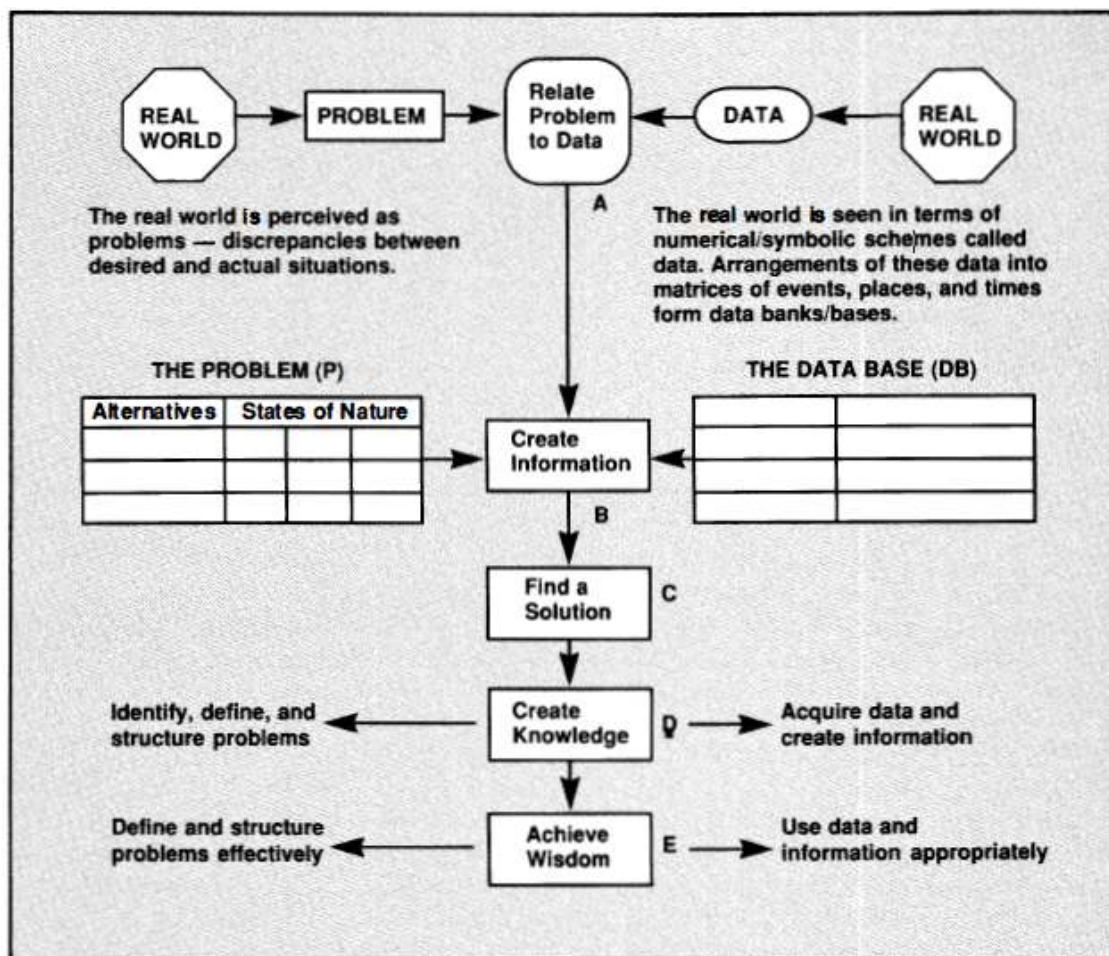 REAL
WORLD
PROBLEM
Relate
Problem
to Data
DATA
REAL
WORLD
A
The real world is perceived as
problems — discrepancies between
desired and actual situations.
The real world is seen in terms of
numerical/symbolic schemes called
data. Arrangements of these data into
matrices of events, places, and times
form data banks/bases.
THE PROBLEM (P)
Alternatives States of Nature
THE DATA BASE (DB)
Create
Information
B
Find a
Solution
C
Identify, define, and
structure problems
Create
Knowledge
D
Acquire data and
create information
Define and structure
problems effectively
Achieve
Wisdom
E
Use data and
information appropriately